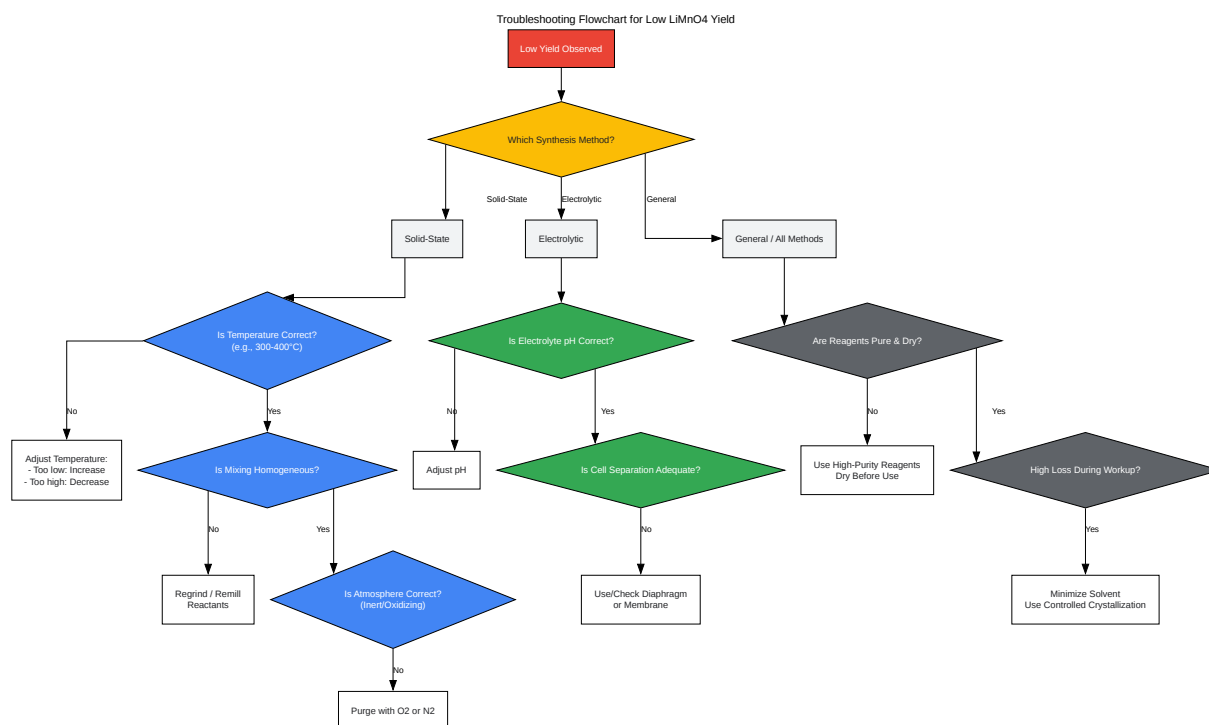 Troubleshooting Flowchart for Low LiMnO4 Yield
Low Yield Observed
Which Synthesis Method?
Solid-State
Electrolytic
General
Solid-State
Electrolytic
General / All Methods
Is Temperature Correct?
(e.g., 300-400°C)
Is Electrolyte pH Correct?
Are Reagents Pure & Dry?
No
Yes
No
Yes
No
Yes
Adjust Temperature:
- Too low: Increase
- Too high: Decrease
Is Mixing Homogeneous?
Adjust pH
Is Cell Separation Adequate?
Use High-Purity Reagents
Dry Before Use
High Loss During Workup?
No
Yes
No
Yes
Regrind / Remill
Reactants
Is Atmosphere Correct?
(Inert/Oxidizing)
Use/Check Diaphragm
or Membrane
Minimize Solvent
Use Controlled Crystallization
No
Purge with O2 or N2